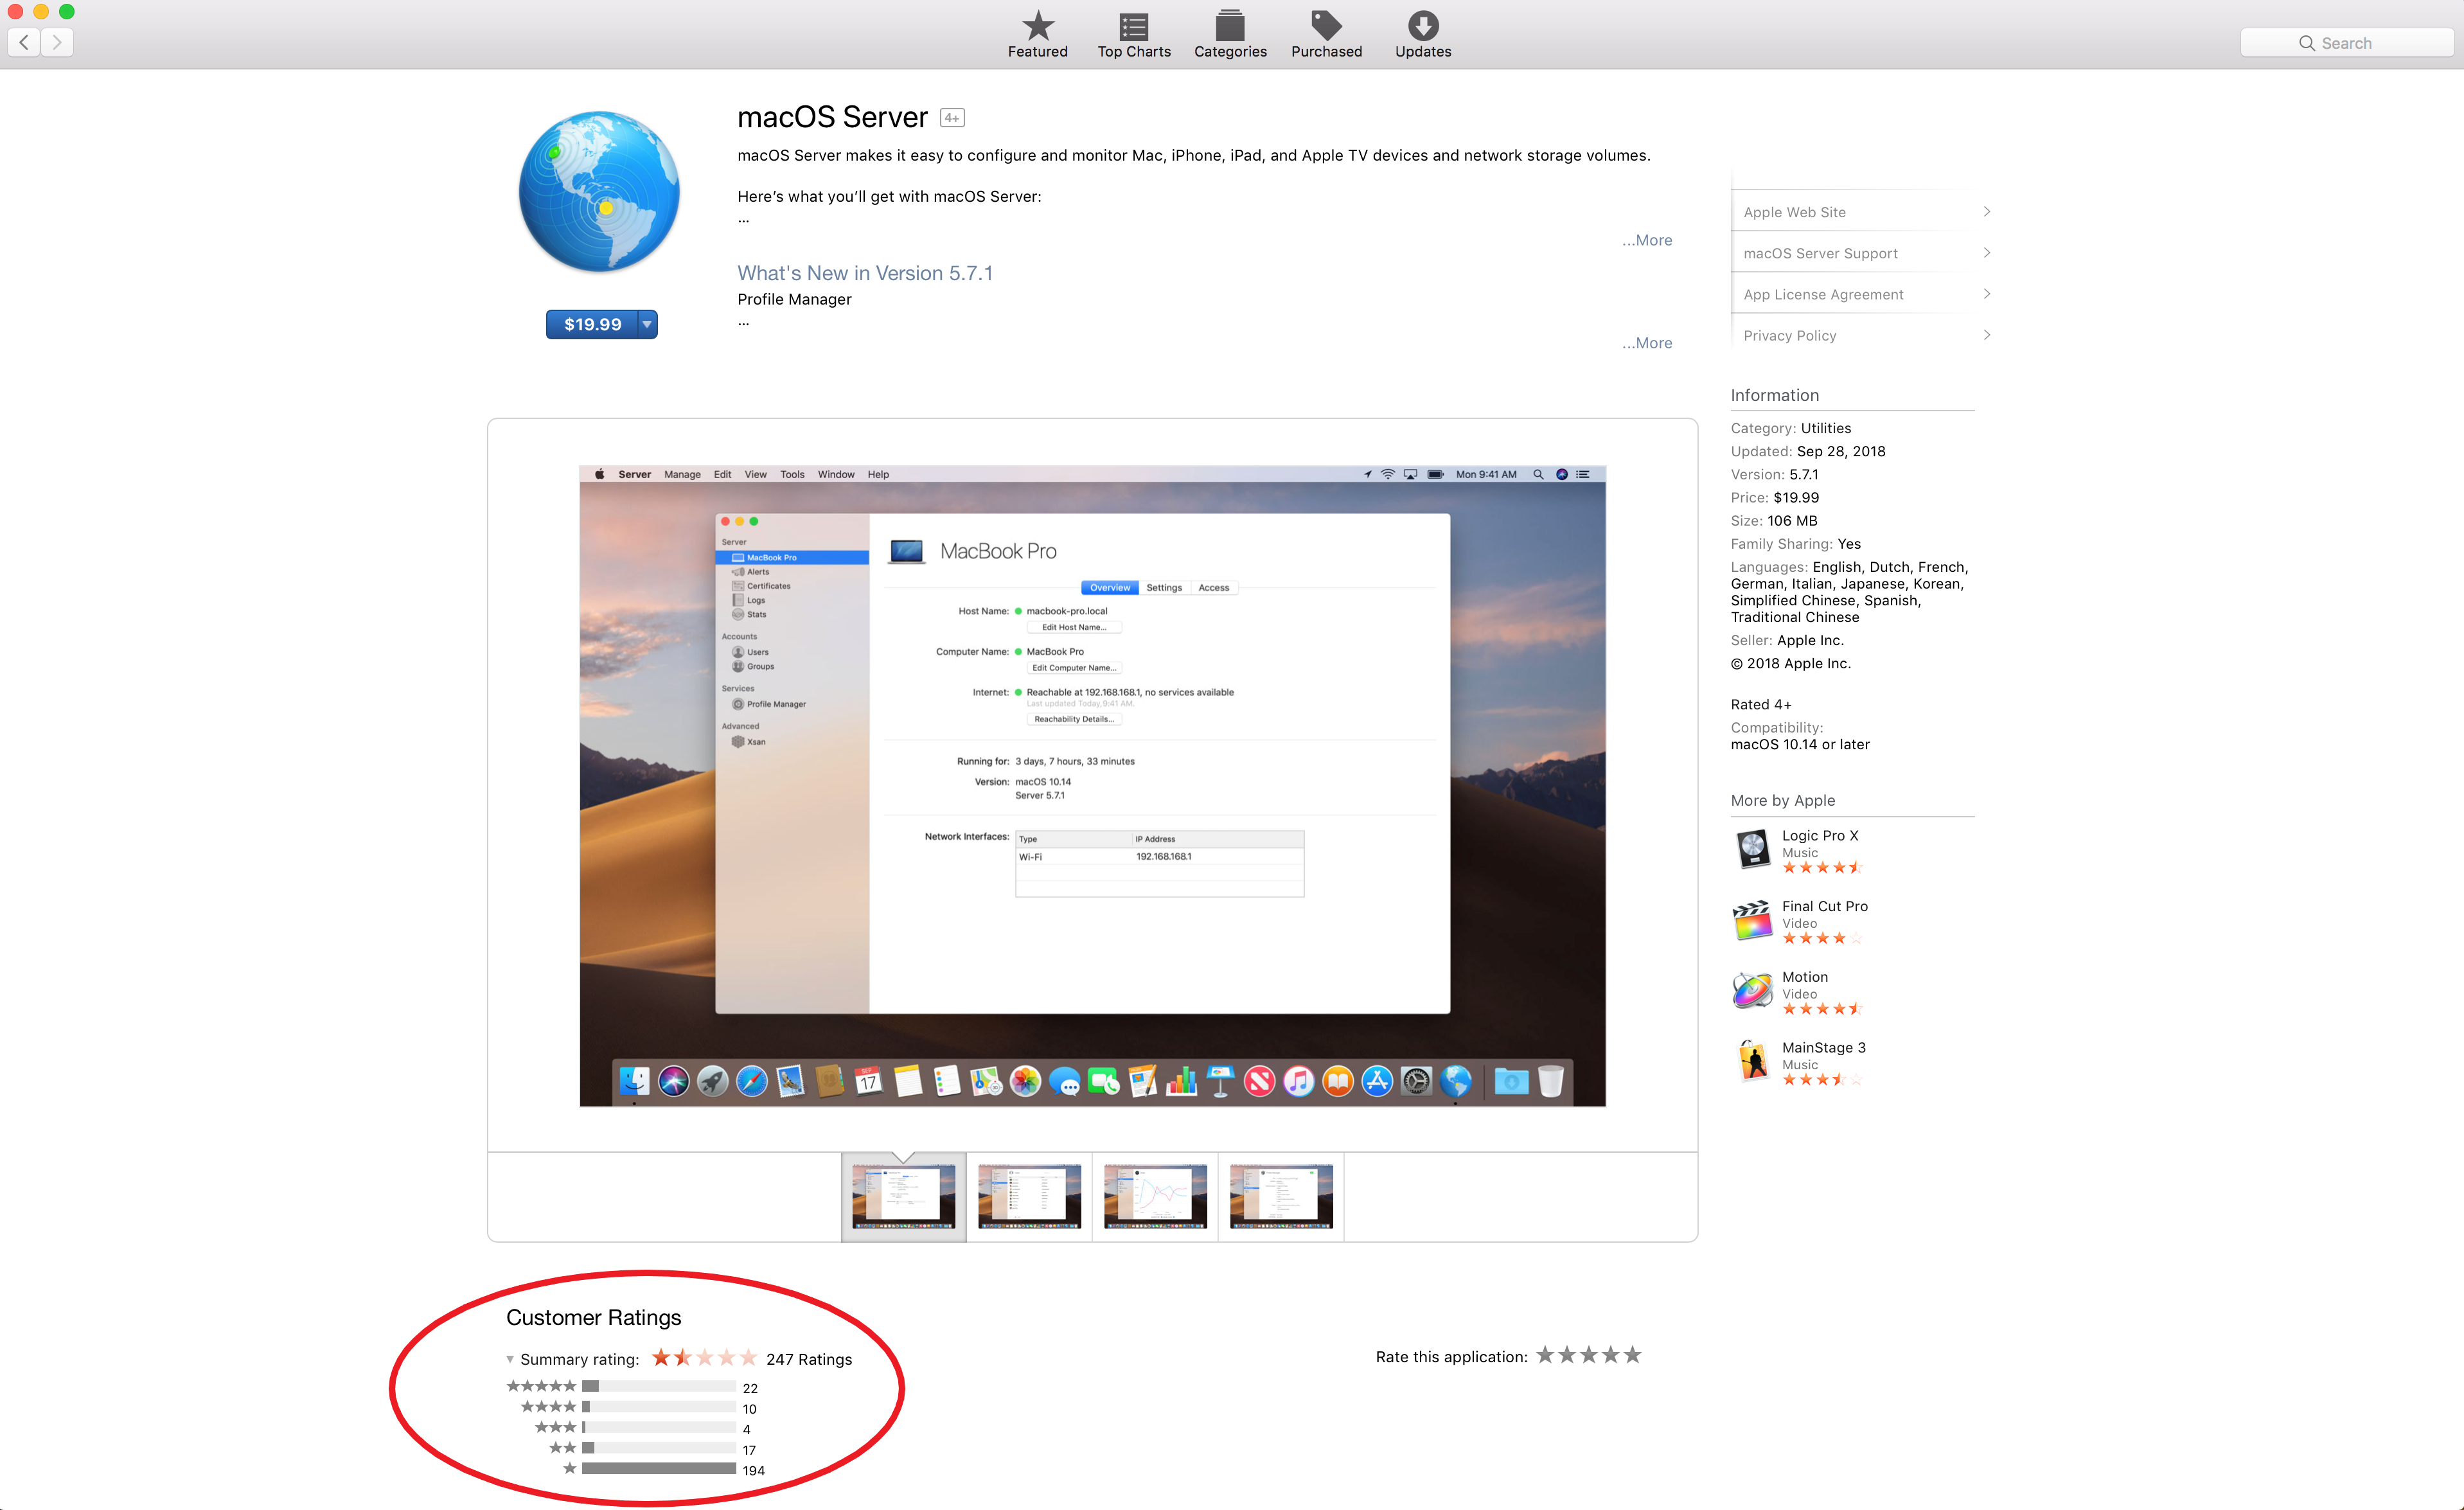 Featured
Top Charts
Categories
Purchased
Updates
Search
macOS Server 4+
macOS Server makes it easy to configure and monitor Mac, iPhone, iPad, and Apple TV devices and network storage volumes.
Here’s what you’ll get with macOS Server:
...
...More
What's New in Version 5.7.1
Profile Manager
...
...More
$19.99
Apple Web Site
macOS Server Support
App License Agreement
Privacy Policy
Information
Category: Utilities
Updated: Sep 28, 2018
Version: 5.7.1
Price: $19.99
Size: 106 MB
Family Sharing: Yes
Languages: English, Dutch, French,
German, Italian, Japanese, Korean,
Simplified Chinese, Spanish,
Traditional Chinese
Seller: Apple Inc.
© 2018 Apple Inc.
Rated 4+
Compatibility:
macOS 10.14 or later
More by Apple
Logic Pro X
Music
Final Cut Pro
Video
Motion
Video
MainStage 3
Music
Server Manage Edit View Tools Window Help
Mon 9:41 AM
Server
MacBook Pro
Alerts
Certificates
Logs
Stats
Accounts
Users
Groups
Services
Profile Manager
Advanced
Xsan
MacBook Pro
Overview Settings Access
Host Name: macbook-pro.local
Edit Host Name...
Computer Name: MacBook Pro
Edit Computer Name...
Internet: Reachable at 192.168.168.1, no services available
Last updated Today, 9:41 AM.
Reachability Details...
Running for: 3 days, 7 hours, 33 minutes
Version: macOS 10.14
Server 5.7.1
Network Interfaces: Type IP Address
Wi-Fi 192.168.168.1
SEP
17
Customer Ratings
Summary rating: 247 Ratings
22
10
4
17
194
Rate this application: